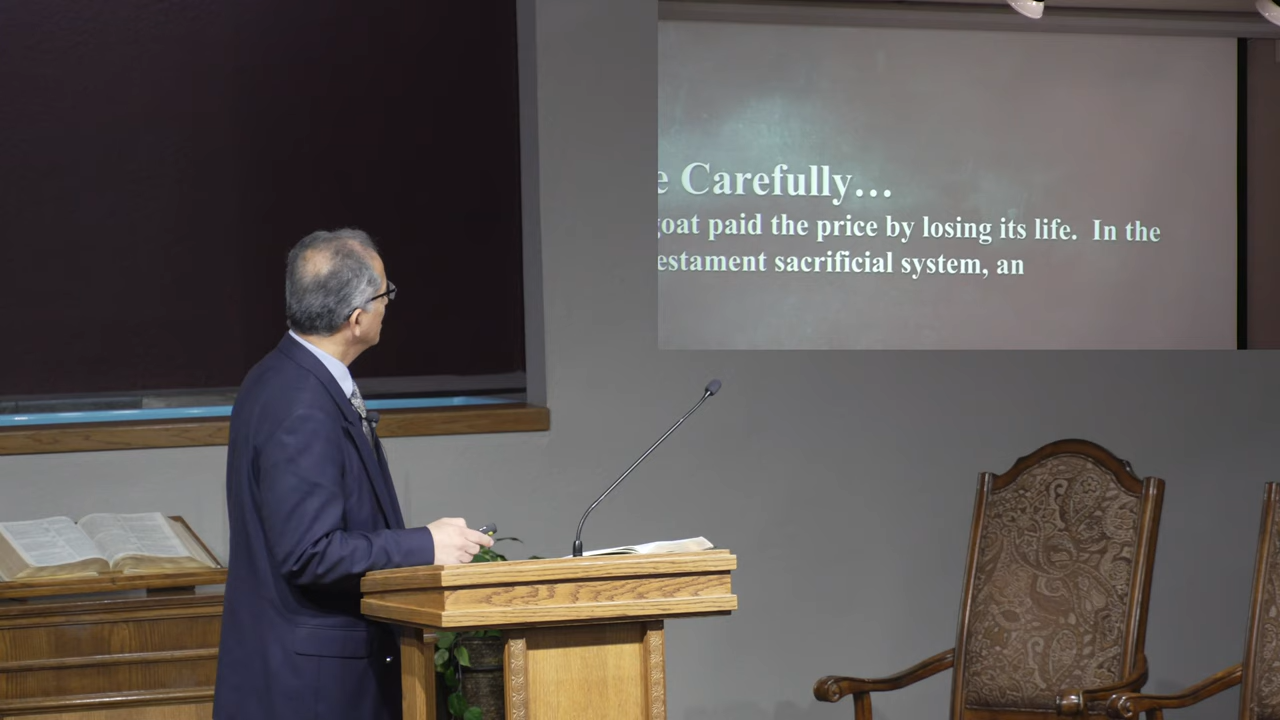 e Carefully…
goat paid the price by losing its life. In the
estament sacrificial system, an